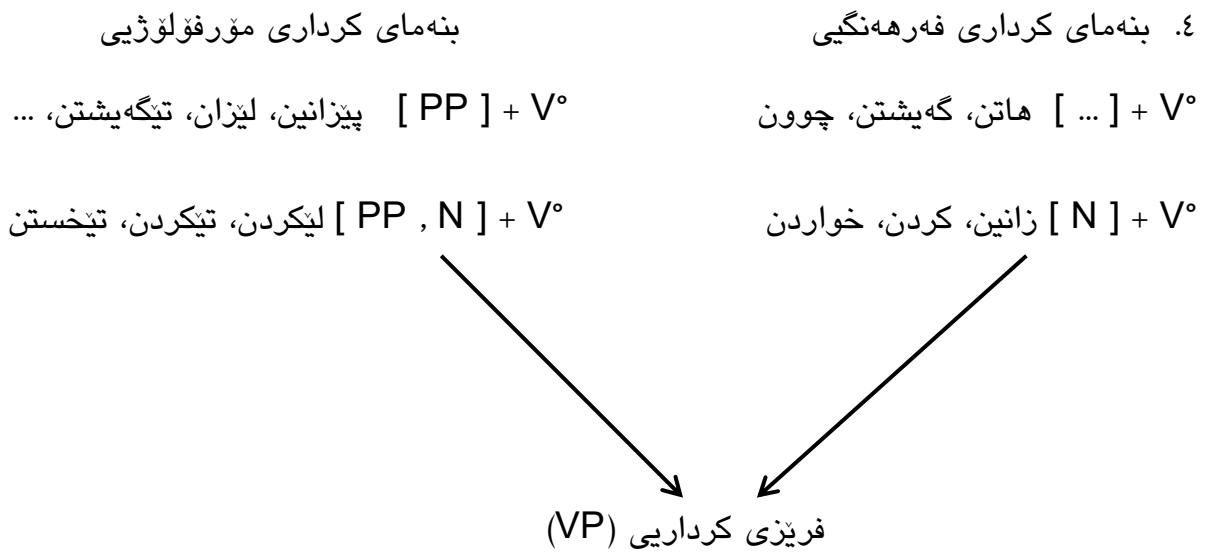 ٤. بنەمای کرداری فەرهەنگیی بنەمای کرداری مۆرفۆلۆژیی
V° + [ ... ] هاتن، گەیشتن، چوون V° + [ PP ] پێزانین، لێزان، تێگەیشتن، ...
V° + [ N ] زانین، کردن، خواردن V° + [ PP , N ] لێکردن، تێکردن، تێخستن
فرێزی کرداریی (VP)